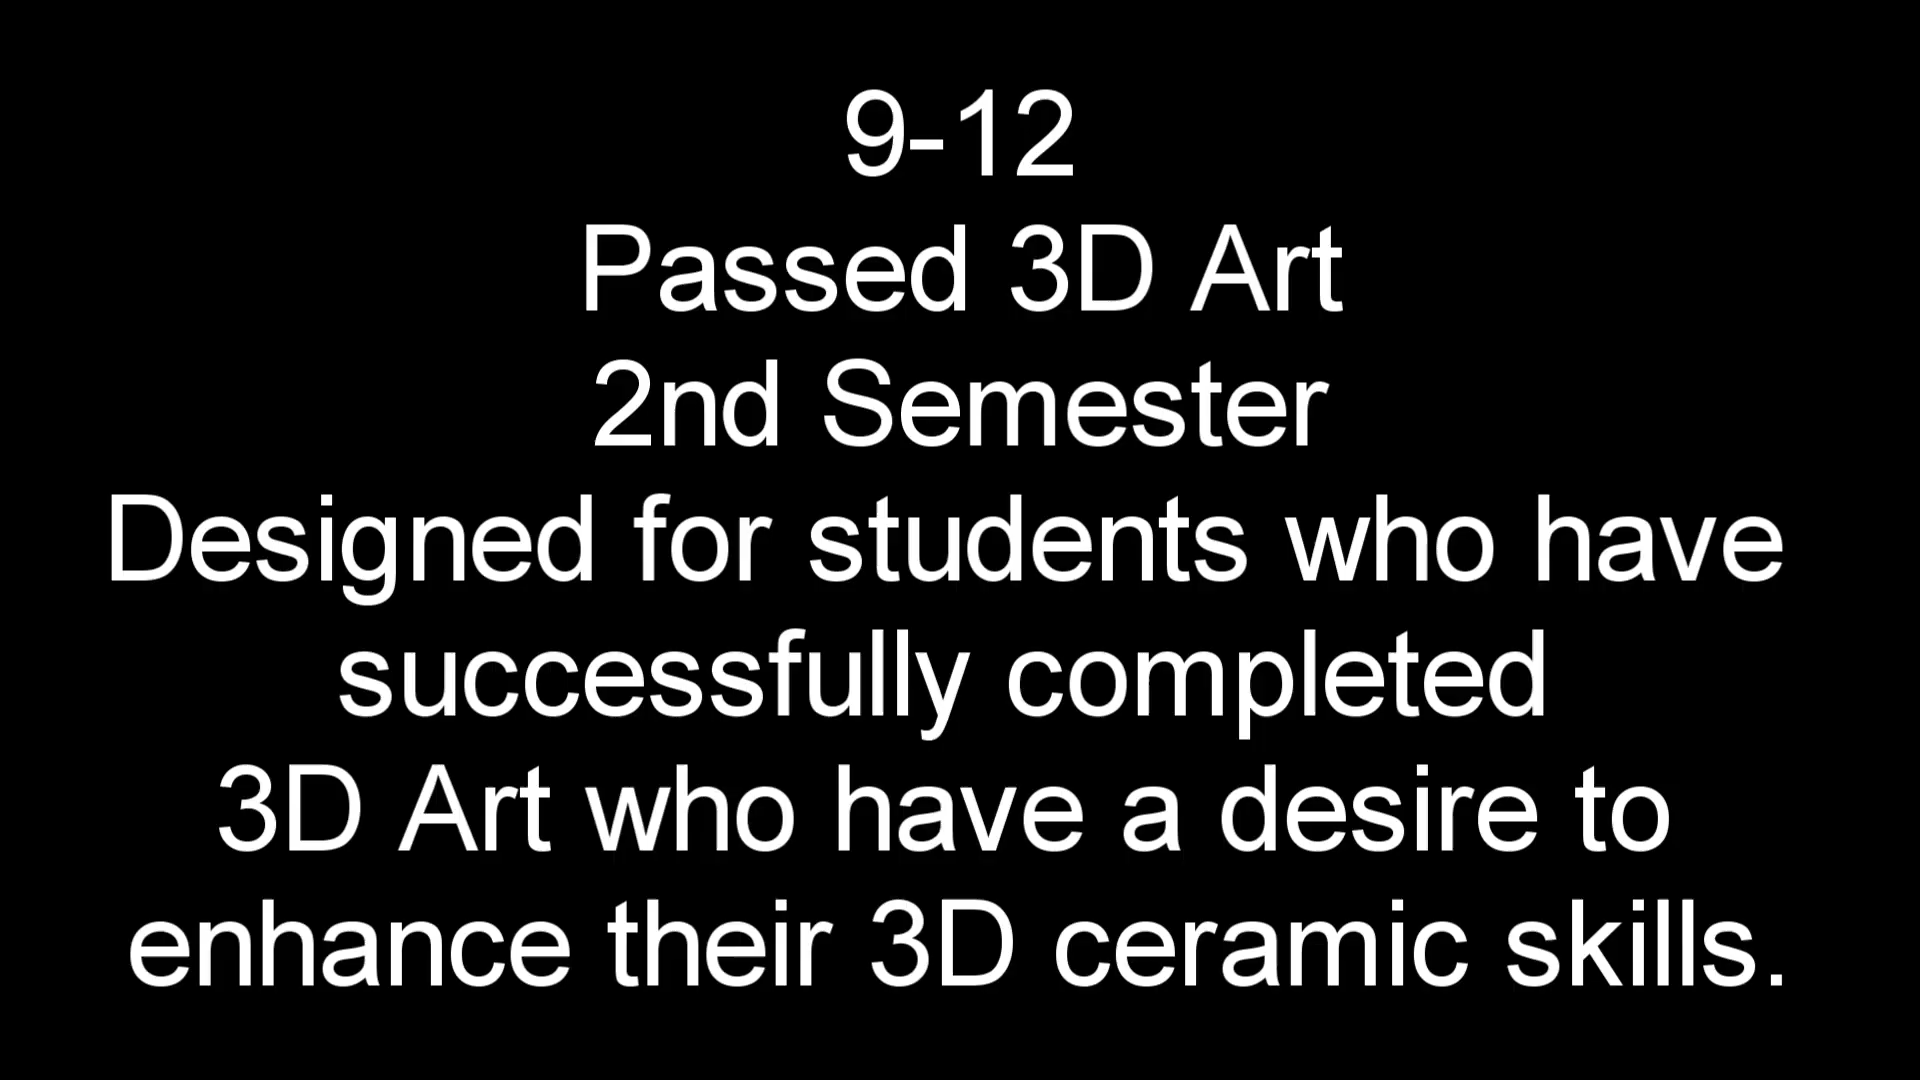 9-12
Passed 3D Art
2nd Semester
Designed for students who have
successfully completed
3D Art who have a desire to
enhance their 3D ceramic skills.